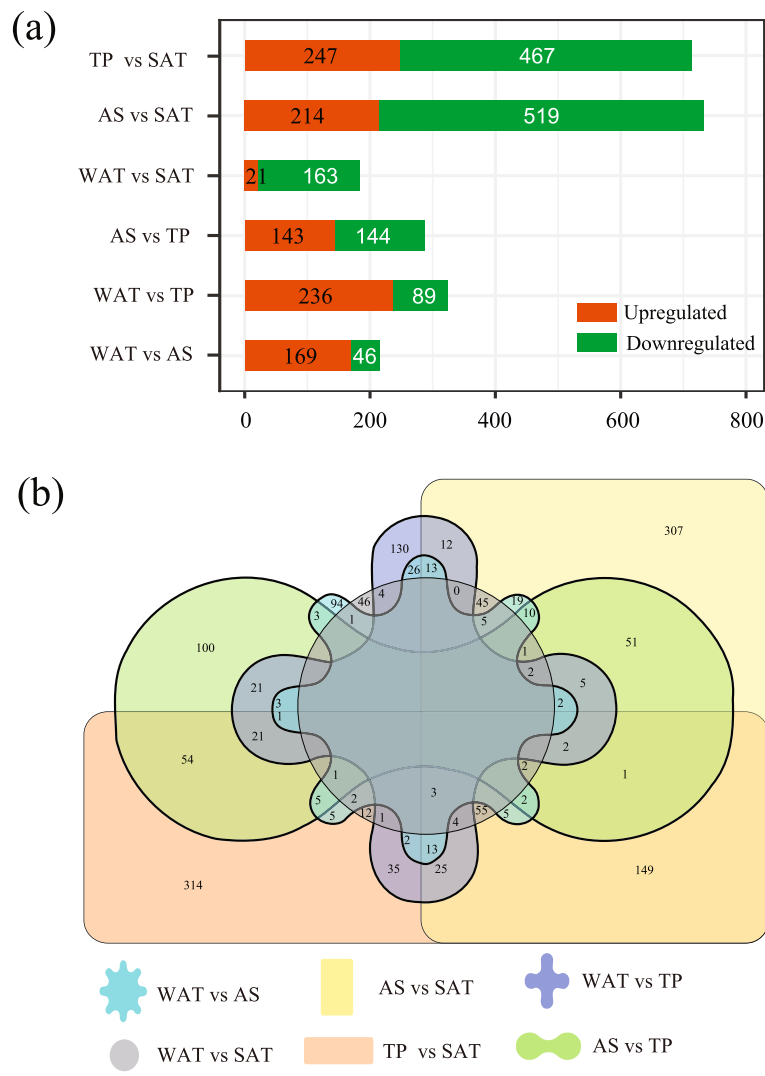 (a)
TP vs SAT 247 467
AS vs SAT 214 519
WAT vs SAT 21 163
AS vs TP 143 144
WAT vs TP 236 89
Upregulated
Downregulated
WAT vs AS 169 46
0 200 400 600 800
(b)
307
130 12
26 13
4 0
94 46 45 19
3 1 5 10
100 1 51
2
21 5
3 2
1
21 2
54 1 2 1
5 2 3 2
5 12 1 4 55 5
2 13
35 25
314 149
WAT vs AS AS vs SAT WAT vs TP
WAT vs SAT TP vs SAT AS vs TP